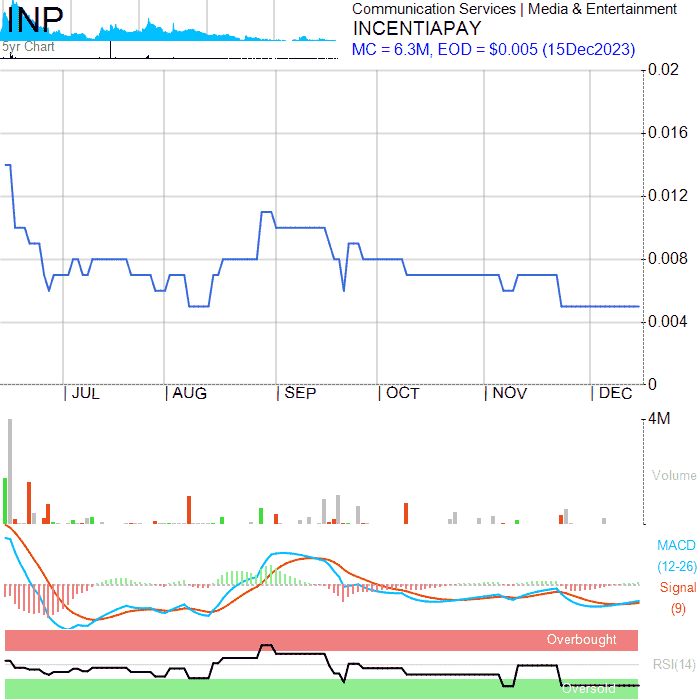 INP
5yr Chart
Communication Services | Media & Entertainment
INCENTIAPAY
MC = 6.3M, EOD = $0.005 (15Dec2023)
0.02
0.016
0.012
0.008
0.004
0
JUL
AUG
SEP
OCT
NOV
DEC
4M
Volume
MACD
(12-26)
Signal
(9)
Overbought
RSI(14)
Oversold